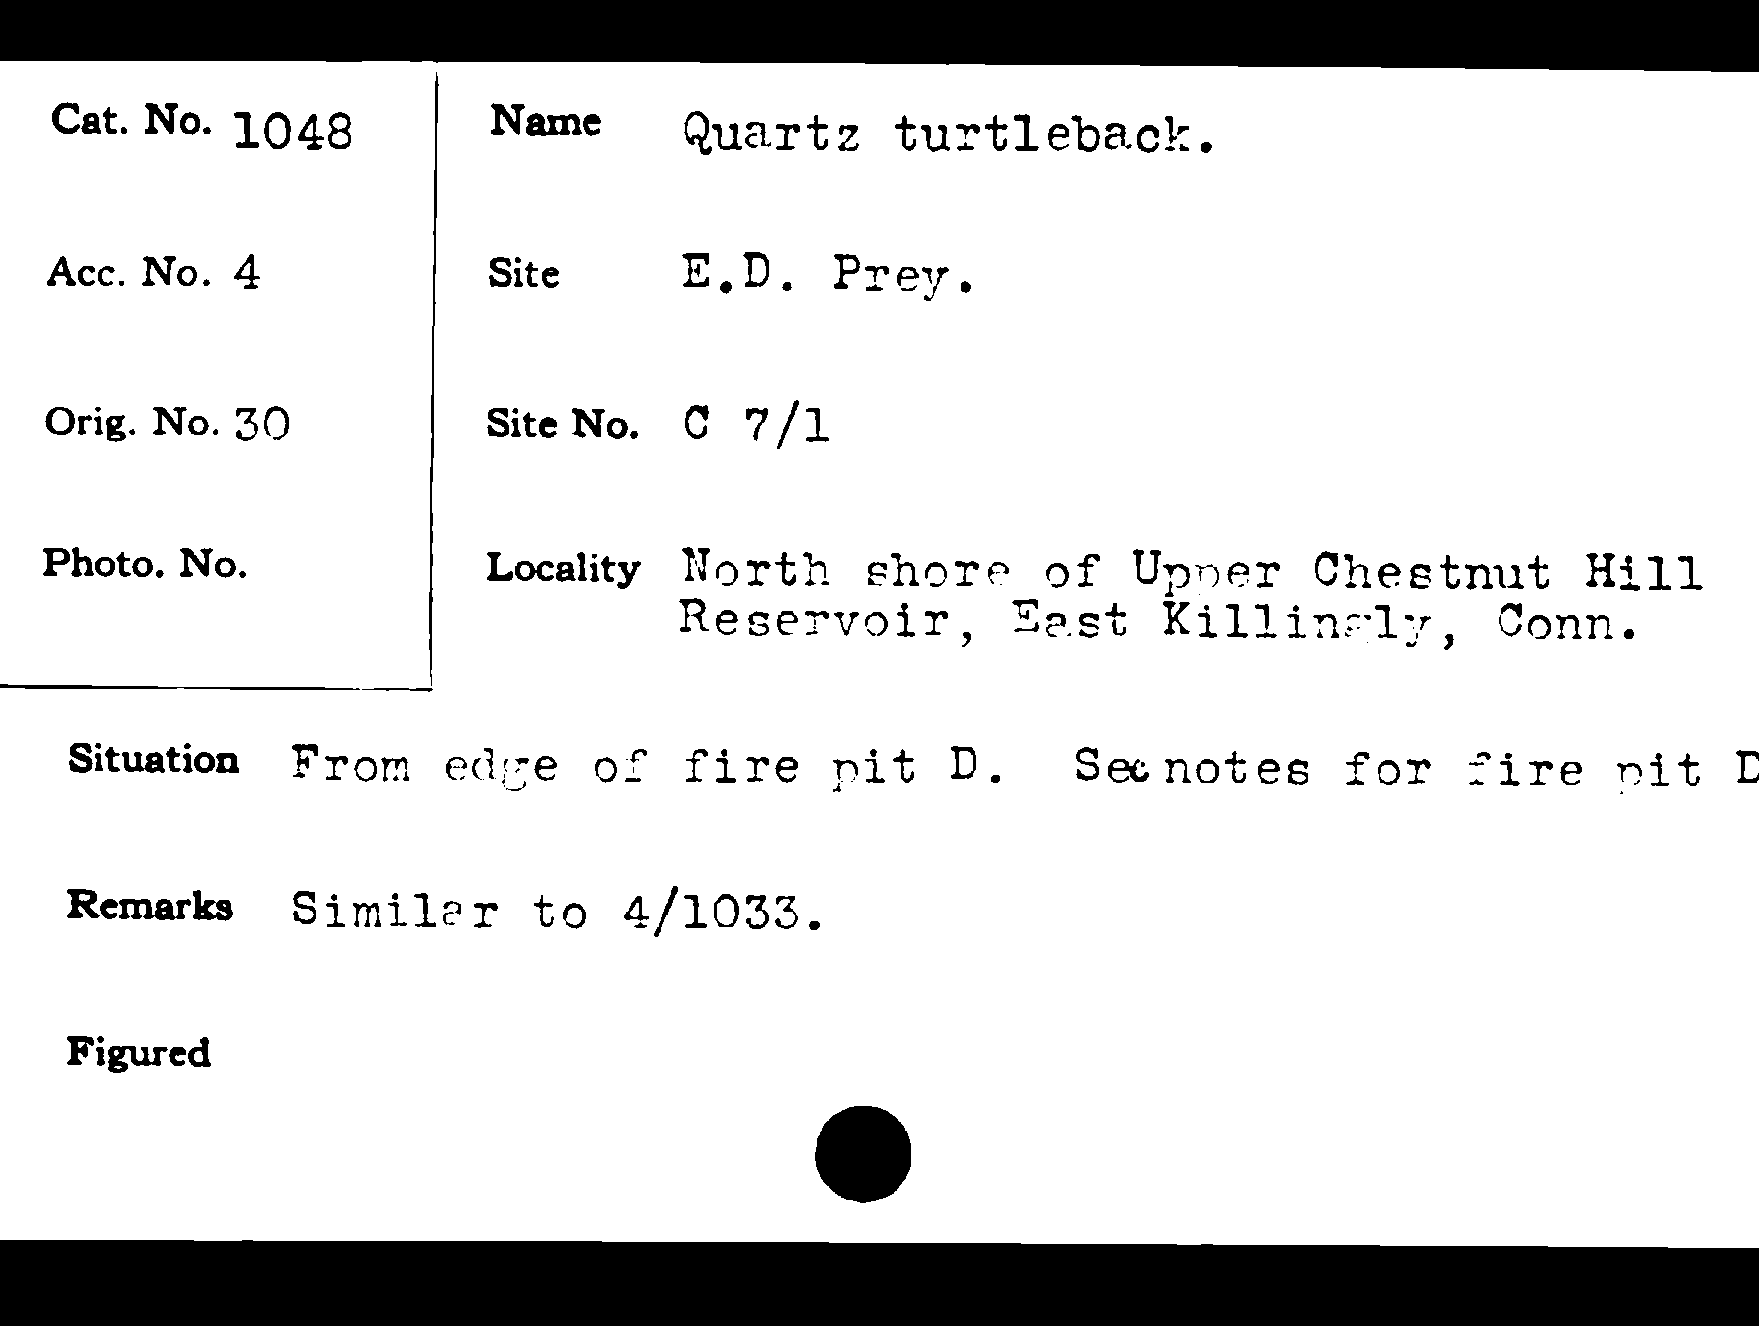 Cat. No. 1048
Name Quartz turtleback.
Acc. No. 4
Site E.D. Prey.
Orig. No. 30
Site No. C 7/1
Photo. No.
Locality North shore of Upper Chestnut Hill
Reservoir, East Killingly, Conn.
Situation From edge of fire pit D. See notes for fire pit D
Remarks Similar to 4/1033.
Figured